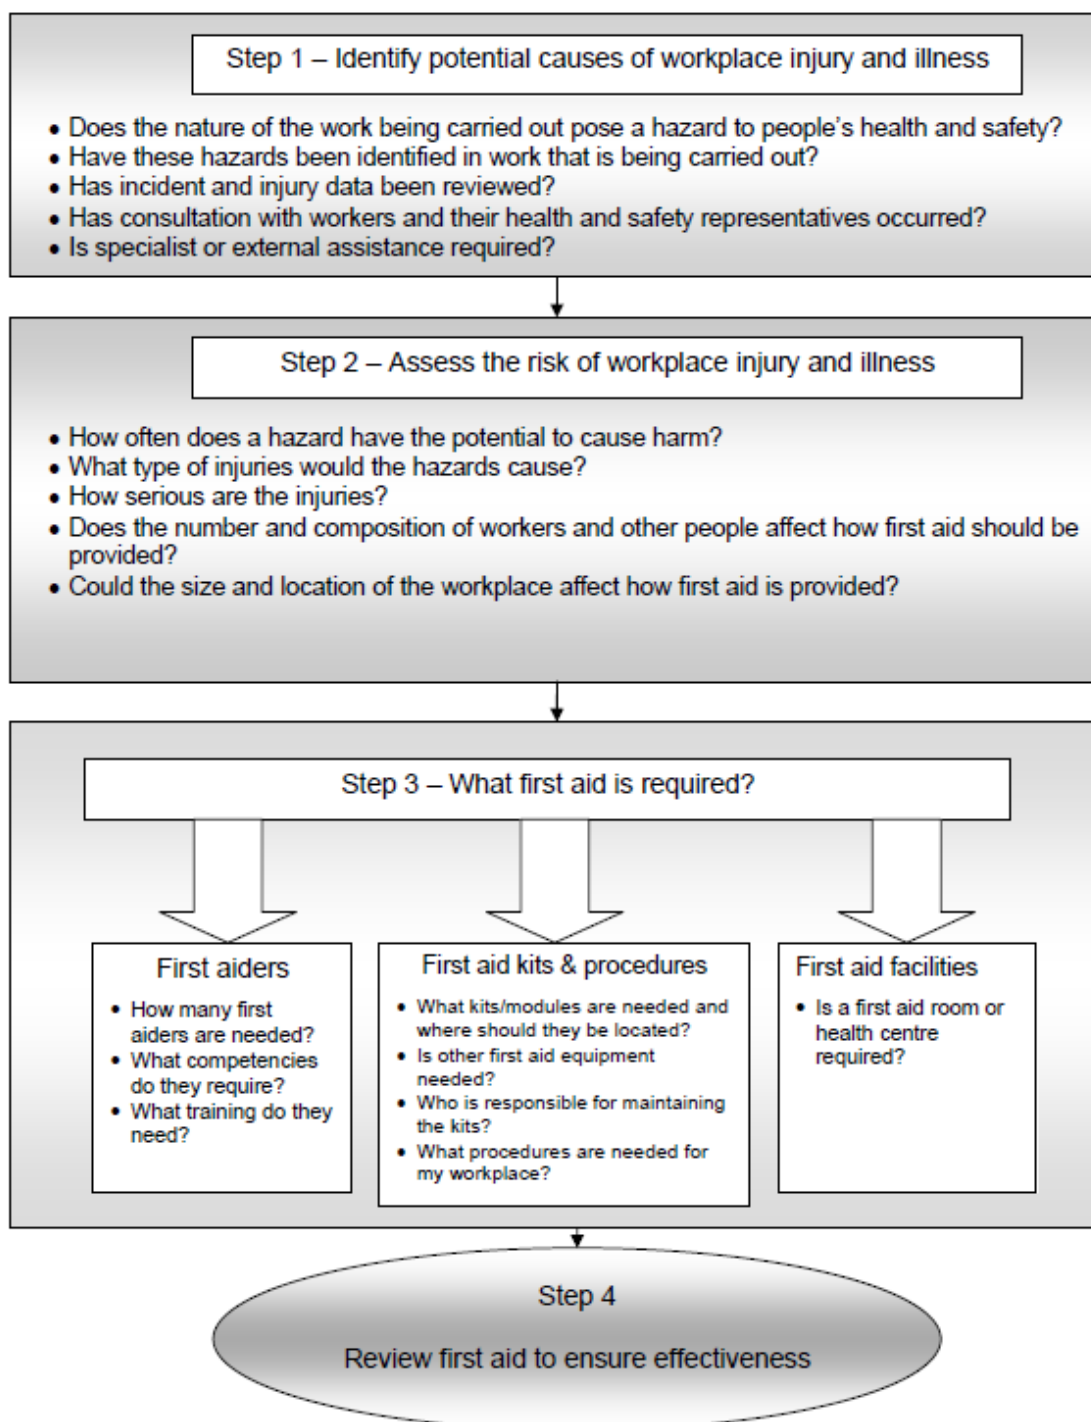 Step 1 – Identify potential causes of workplace injury and illness
• Does the nature of the work being carried out pose a hazard to people's health and safety?
• Have these hazards been identified in work that is being carried out?
• Has incident and injury data been reviewed?
• Has consultation with workers and their health and safety representatives occurred?
• Is specialist or external assistance required?
Step 2 – Assess the risk of workplace injury and illness
• How often does a hazard have the potential to cause harm?
• What type of injuries would the hazards cause?
• How serious are the injuries?
• Does the number and composition of workers and other people affect how first aid should be
provided?
• Could the size and location of the workplace affect how first aid is provided?
Step 3 – What first aid is required?
First aiders
• How many first
aiders are needed?
• What competencies
do they require?
• What training do they
need?
First aid kits & procedures
• What kits/modules are needed and
where should they be located?
• Is other first aid equipment
needed?
• Who is responsible for maintaining
the kits?
• What procedures are needed for
my workplace?
First aid facilities
• Is a first aid room or
health centre
required?
Step 4
Review first aid to ensure effectiveness